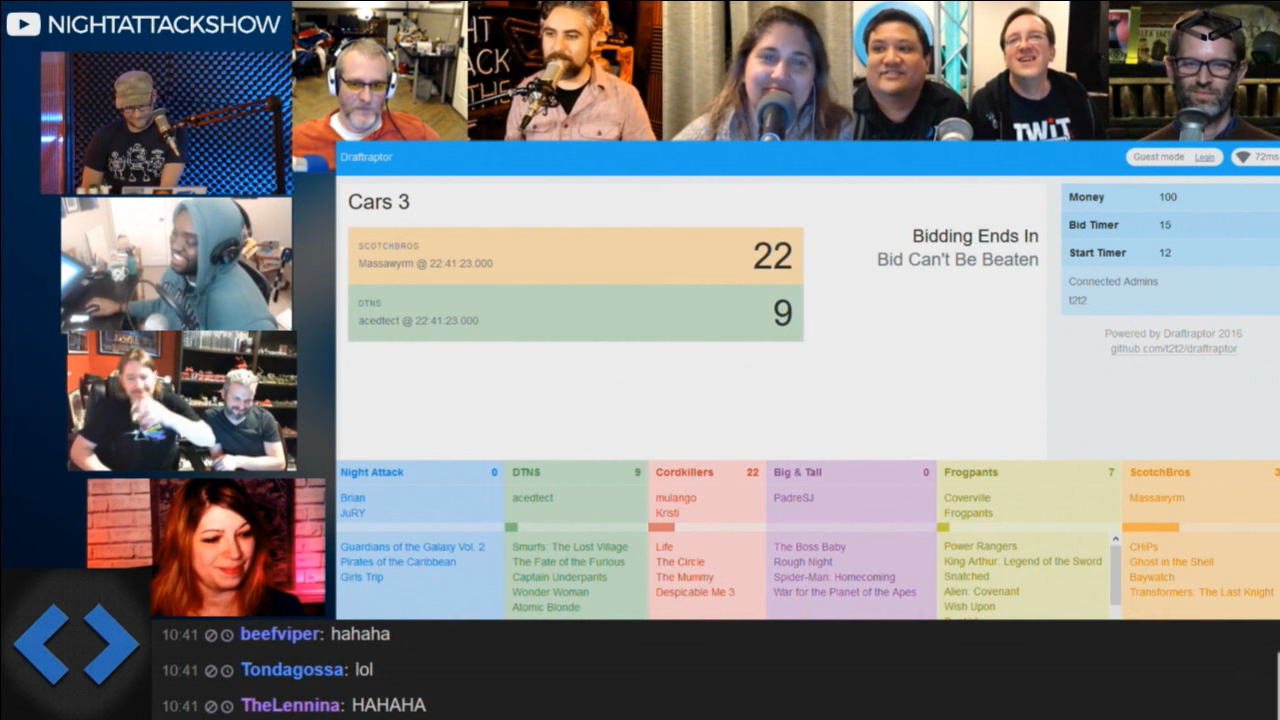 NIGHTATTACKSHOW
TWiT
Draftraptor
Guest mode Login
72ms
Cars 3
SCOTCHBROS
Massawyrm @ 22:41:23.000
22
DTNS
acedtect @ 22:41:23.000
9
Bidding Ends In
Bid Can't Be Beaten
Money 100
Bid Timer 15
Start Timer 12
Connected Admins
t2t2
Powered by Draftraptor 2016
github.com/t2t2/draftraptor
Night Attack 0
Brian
JuRY
Guardians of the Galaxy Vol. 2
Pirates of the Caribbean
Girls Trip
DTNS 9
acedtect
Smurfs: The Lost Village
The Fate of the Furious
Captain Underpants
Wonder Woman
Atomic Blonde
Cordkillers 22
mulango
Kristi
Life
The Circle
The Mummy
Despicable Me 3
Big & Tall 0
PadreSJ
The Boss Baby
Rough Night
Spider-Man: Homecoming
War for the Planet of the Apes
Frogpants 7
Coverville
Frogpants
Power Rangers
King Arthur: Legend of the Sword
Snatched
Alien: Covenant
Wish Upon
ScotchBros
Massawyrm
CHiPs
Ghost in the Shell
Baywatch
Transformers: The Last Knight
10:41 beefviper: hahaha
10:41 Tondagossa: lol
10:41 TheLennina: HAHAHA